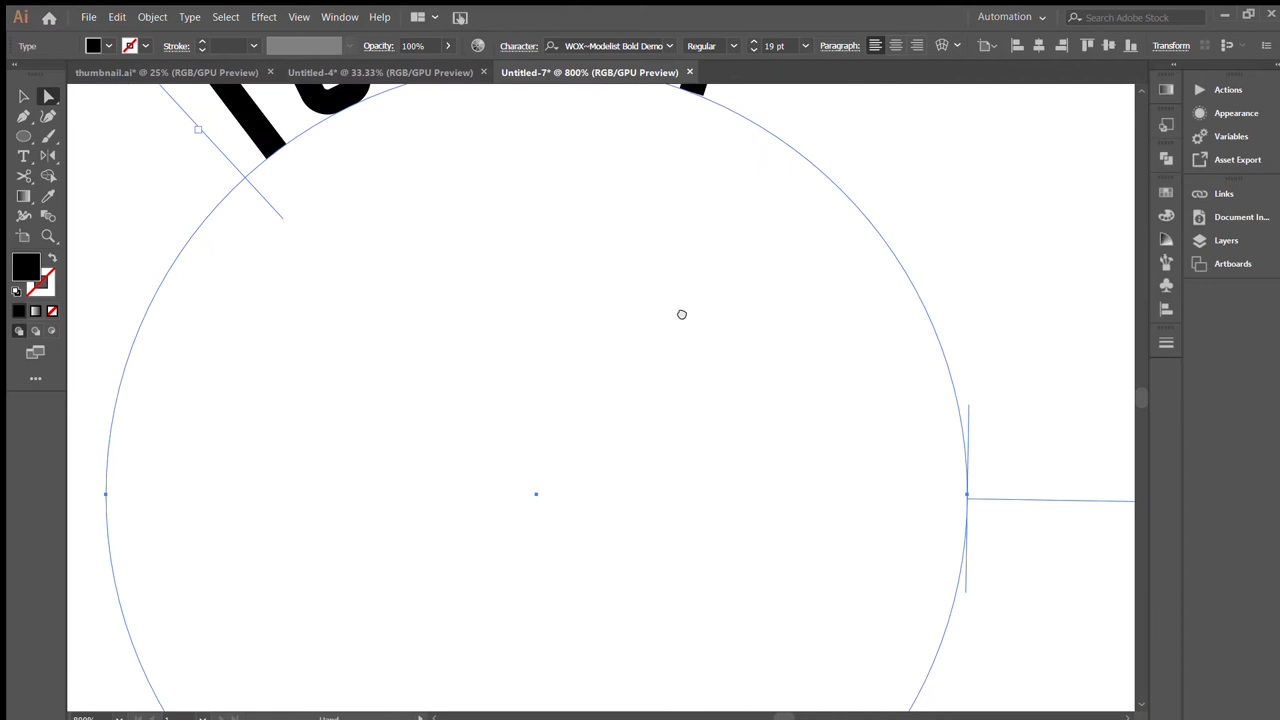 Ai File Edit Object Type Select Effect View Window Help Automation Search Adobe Stock
Type Stroke: Opacity: 100% Character: WOX~Modelist Bold Demo Regular 19 pt Paragraph: Transform
thumbnail.ai* @ 25% (RGB/GPU Preview) × Untitled-4* @ 33.33% (RGB/GPU Preview) × Untitled-7* @ 800% (RGB/GPU Preview) ×
Actions
Appearance
Variables
Asset Export
Links
Document In...
Layers
Artboards
800% 1 Hand